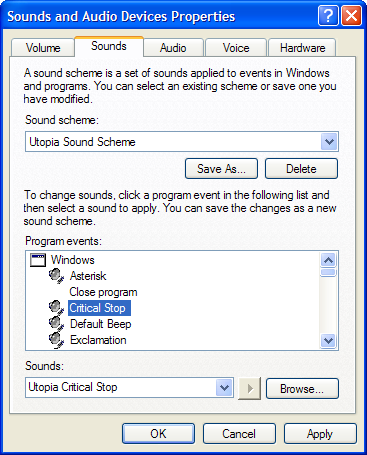 Sounds and Audio Devices Properties
Volume Sounds Audio Voice Hardware
A sound scheme is a set of sounds applied to events in Windows
and programs. You can select an existing scheme or save one you
have modified.
Sound scheme:
Utopia Sound Scheme
Save As... Delete
To change sounds, click a program event in the following list and
then select a sound to apply. You can save the changes as a new
sound scheme.
Program events:
Windows
Asterisk
Close program
Critical Stop
Default Beep
Exclamation
Sounds:
Utopia Critical Stop Browse...
OK Cancel Apply